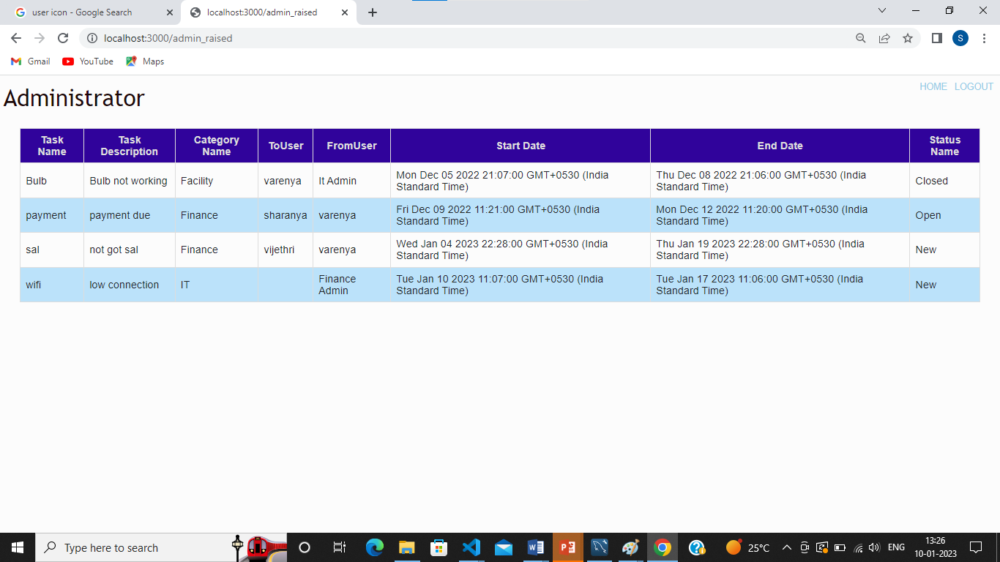 user icon - Google Search
localhost:3000/admin_raised
localhost:3000/admin_raised
S
Gmail
YouTube
Maps
HOME LOGOUT
Administrator
Task Name Task Description Category Name ToUser FromUser Start Date End Date Status Name
Bulb Bulb not working Facility varenya It Admin Mon Dec 05 2022 21:07:00 GMT+0530 (India Standard Time) Thu Dec 08 2022 21:06:00 GMT+0530 (India Standard Time) Closed
payment payment due Finance sharanya varenya Fri Dec 09 2022 11:21:00 GMT+0530 (India Standard Time) Mon Dec 12 2022 11:20:00 GMT+0530 (India Standard Time) Open
sal not got sal Finance vijethri varenya Wed Jan 04 2023 22:28:00 GMT+0530 (India Standard Time) Thu Jan 19 2023 22:28:00 GMT+0530 (India Standard Time) New
wifi low connection IT Finance Admin Tue Jan 10 2023 11:07:00 GMT+0530 (India Standard Time) Tue Jan 17 2023 11:06:00 GMT+0530 (India Standard Time) New
Type here to search
25°C
ENG
13:26
10-01-2023